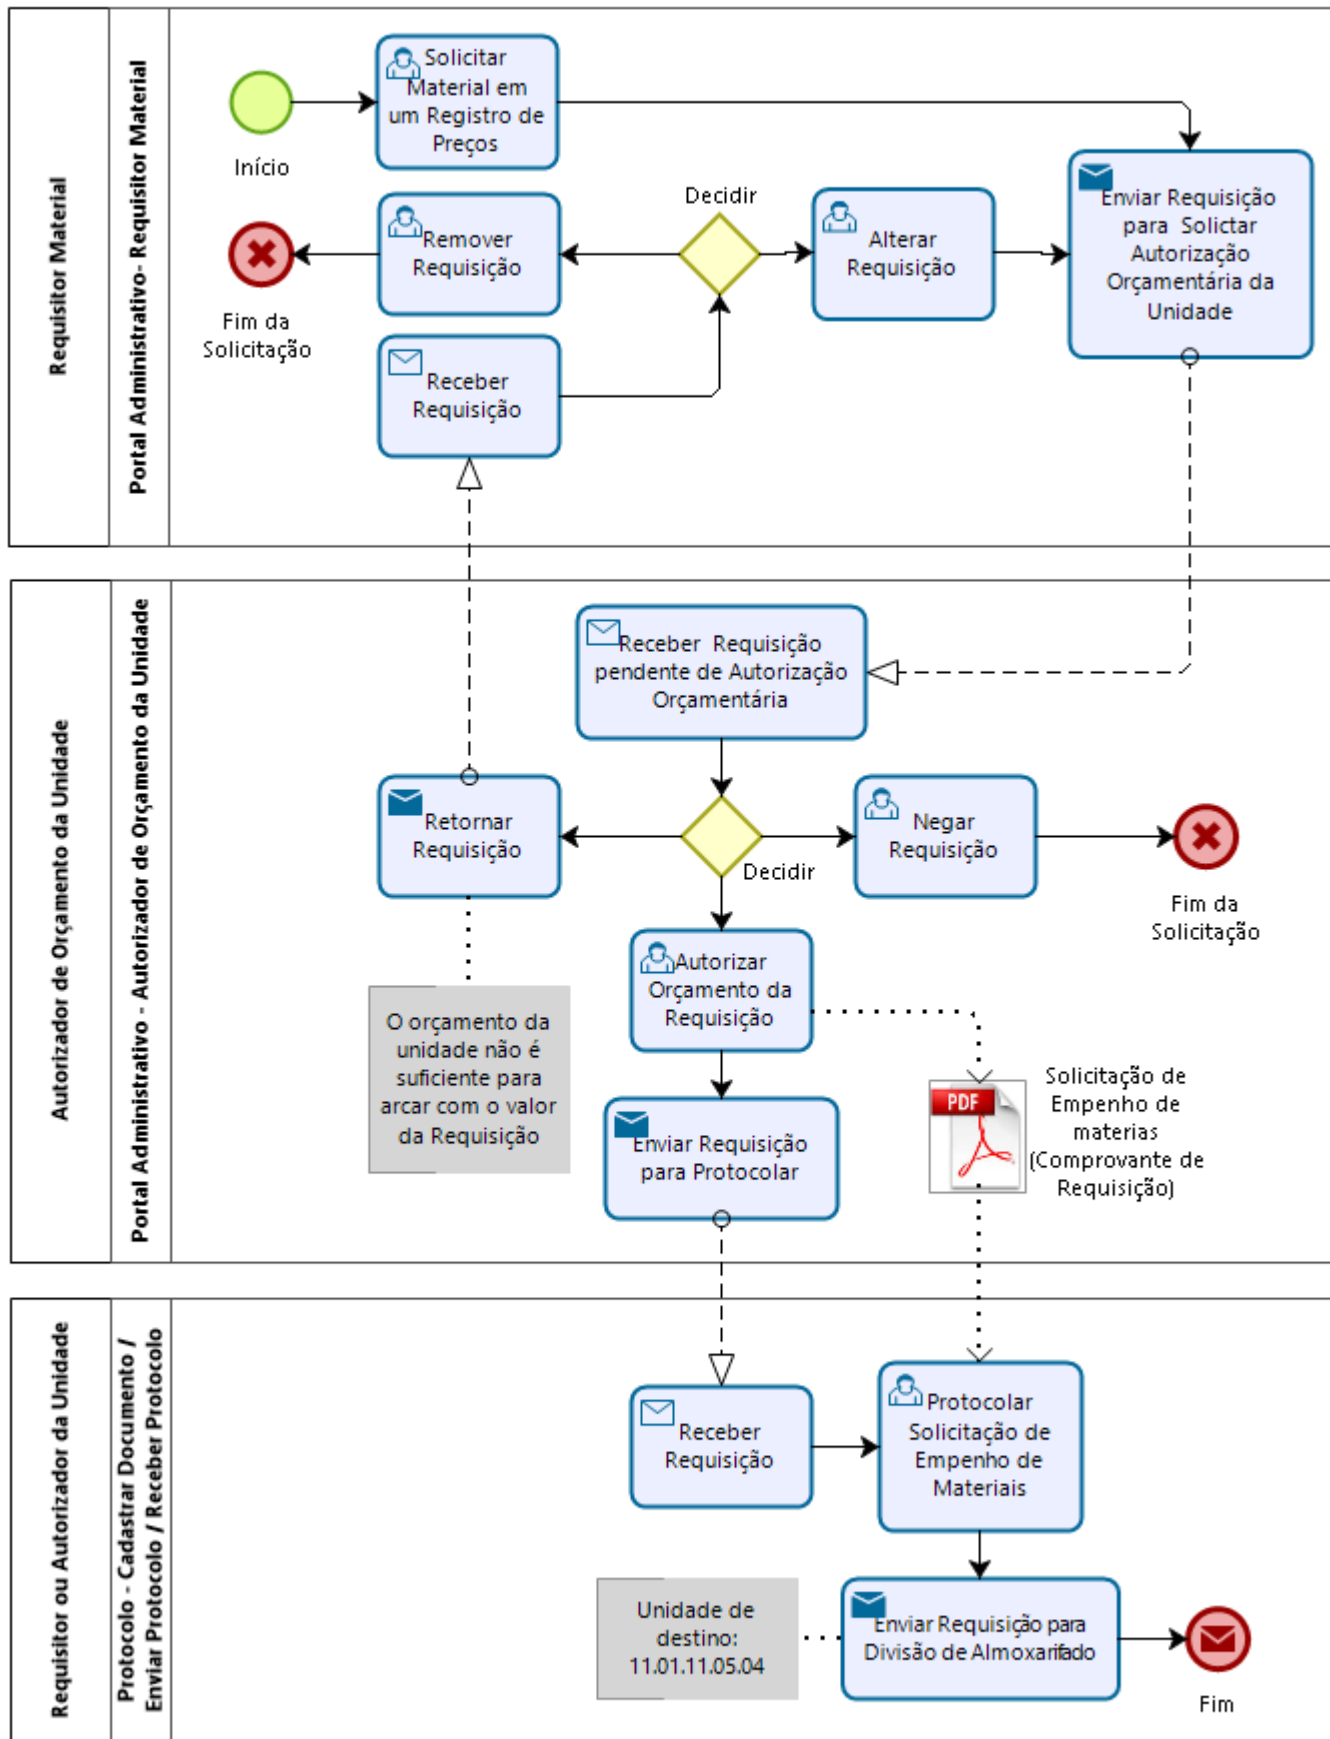 Requisitor Material
Portal Administrativo- Requisitor Material
Início
Solicitar
Material em
um Registro de
Preços
Fim da
Solicitação
Remover
Requisição
Decidir
Alterar
Requisição
Enviar Requisição
para Solictar
Autorização
Orçamentária da
Unidade
Receber
Requisição
Autorizador de Orçamento da Unidade
Portal Administrativo - Autorizador de Orçamento da Unidade
Receber Requisição
pendente de Autorização
Orçamentária
Retornar
Requisição
Decidir
Negar
Requisição
Fim da
Solicitação
Autorizar
Orçamento da
Requisição
O orçamento da
unidade não é
suficiente para
arcar com o valor
da Requisição
Enviar Requisição
para Protocolar
PDF
Solicitação de
Empenho de
materias
(Comprovante de
Requisição)
Requisitor ou Autorizador da Unidade
Protocolo - Cadastrar Documento /
Enviar Protocolo / Receber Protocolo
Receber
Requisição
Protocolar
Solicitação de
Empenho de
Materiais
Unidade de
destino:
11.01.11.05.04
Enviar Requisição para
Divisão de Almoxarifado
Fim